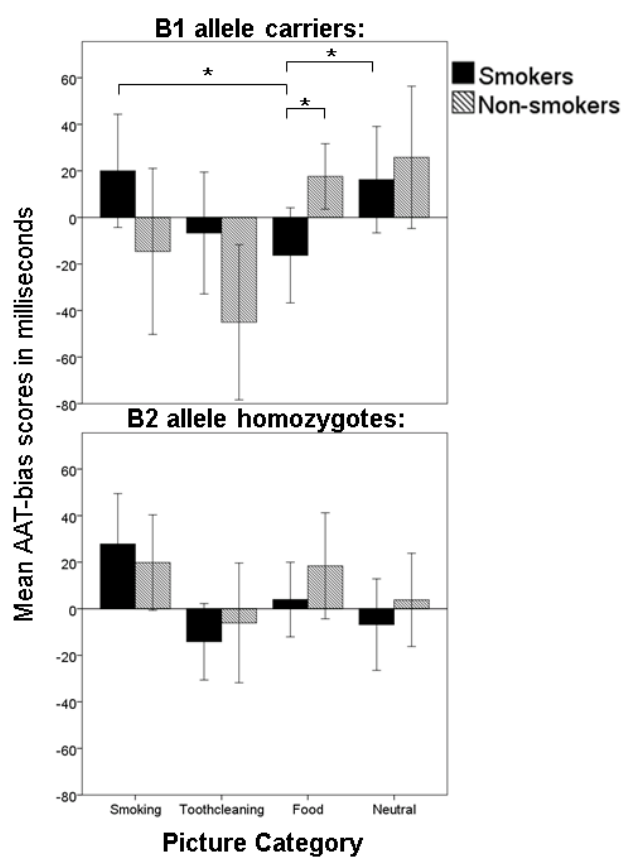 B1 allele carriers:
Smokers
Non-smokers
* * *
60
40
20
0
-20
-40
-60
-80
Mean AAT-bias scores in milliseconds
B2 allele homozygotes:
60
40
20
0
-20
-40
-60
-80
Smoking Toothcleaning Food Neutral
Picture Category